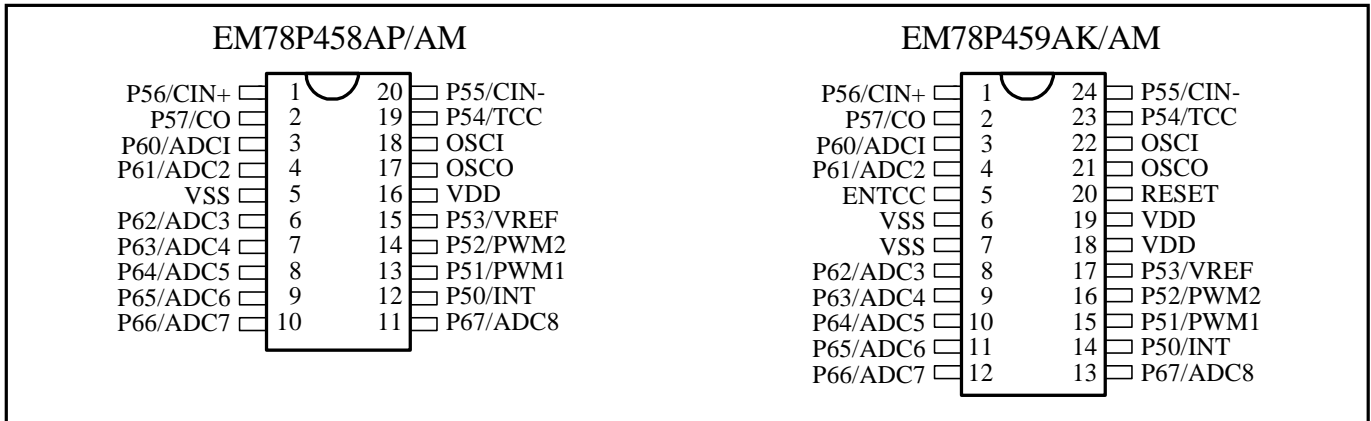 EM78P458AP/AM
P56/CIN+ 1 20 P55/CIN-
P57/CO 2 19 P54/TCC
P60/ADCI 3 18 OSCI
P61/ADC2 4 17 OSCO
VSS 5 16 VDD
P62/ADC3 6 15 P53/VREF
P63/ADC4 7 14 P52/PWM2
P64/ADC5 8 13 P51/PWM1
P65/ADC6 9 12 P50/INT
P66/ADC7 10 11 P67/ADC8
EM78P459AK/AM
P56/CIN+ 1 24 P55/CIN-
P57/CO 2 23 P54/TCC
P60/ADCI 3 22 OSCI
P61/ADC2 4 21 OSCO
ENTCC 5 20 RESET
VSS 6 19 VDD
VSS 7 18 VDD
P62/ADC3 8 17 P53/VREF
P63/ADC4 9 16 P52/PWM2
P64/ADC5 10 15 P51/PWM1
P65/ADC6 11 14 P50/INT
P66/ADC7 12 13 P67/ADC8